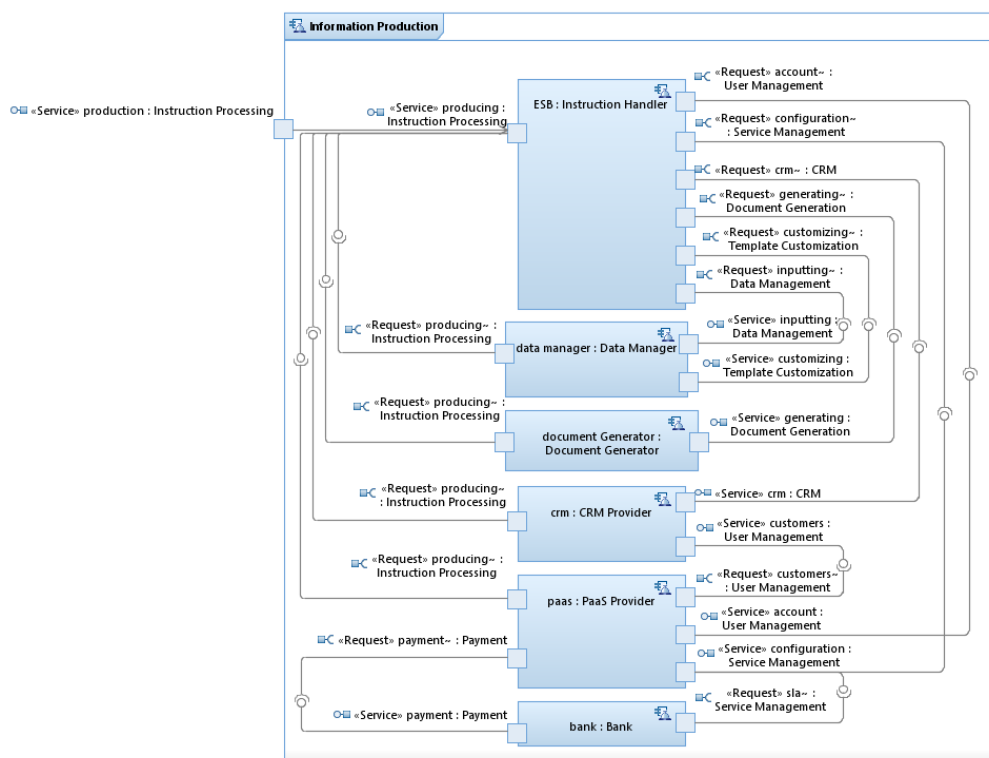 Information Production
«Service» production : Instruction Processing
«Service» producing :
Instruction Processing
ESB : Instruction Handler
«Request» account~ :
User Management
«Request» configuration~
: Service Management
«Request» crm~ : CRM
«Request» generating~ :
Document Generation
«Request» customizing~ :
Template Customization
«Request» inputting~ :
Data Management
«Request» producing~ :
Instruction Processing
data manager : Data Manager
«Service» inputting :
Data Management
«Service» customizing :
Template Customization
«Request» producing~ :
Instruction Processing
document Generator :
Document Generator
«Service» generating :
Document Generation
«Request» producing~
: Instruction Processing
crm : CRM Provider
«Service» crm : CRM
«Service» customers :
User Management
«Request» producing~ :
Instruction Processing
paas : PaaS Provider
«Request» customers~
: User Management
«Service» account :
User Management
«Request» payment~ : Payment
«Service» configuration :
Service Management
«Service» payment : Payment
bank : Bank
«Request» sla~ :
Service Management